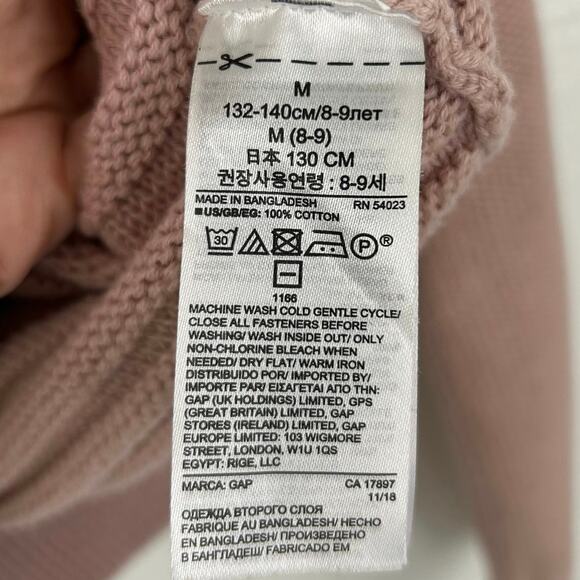 M
132-140см/8-9лет
M (8-9)
日本 130 CM
권장사용연령 : 8-9세
MADE IN BANGLADESH RN 54023
US/GB/EG: 100% COTTON
30 P ®
1166
MACHINE WASH COLD GENTLE CYCLE/
CLOSE ALL FASTENERS BEFORE
WASHING/ WASH INSIDE OUT/ ONLY
NON-CHLORINE BLEACH WHEN
NEEDED/ DRY FLAT/ WARM IRON
DISTRIBUIDO POR/ IMPORTED BY/
IMPORTE PAR/ ΕΙΣΑΓΕΤΑΙ ΑΠΟ ΤΗΝ:
GAP (UK HOLDINGS) LIMITED, GPS
(GREAT BRITAIN) LIMITED, GAP
STORES (IRELAND) LIMITED, GAP
EUROPE LIMITED: 103 WIGMORE
STREET, LONDON, W1U 1QS
EGYPT: RIGE, LLC
MARCA: GAP CA 17897
11/18
ОДЕЖДА ВТОРОГО СЛОЯ
FABRIQUE AU BANGLADESH/ HECHO
EN BANGLADESH/ ПРОИЗВЕДЕНО
В БАНГЛАДЕШ/ FABRICADO EM